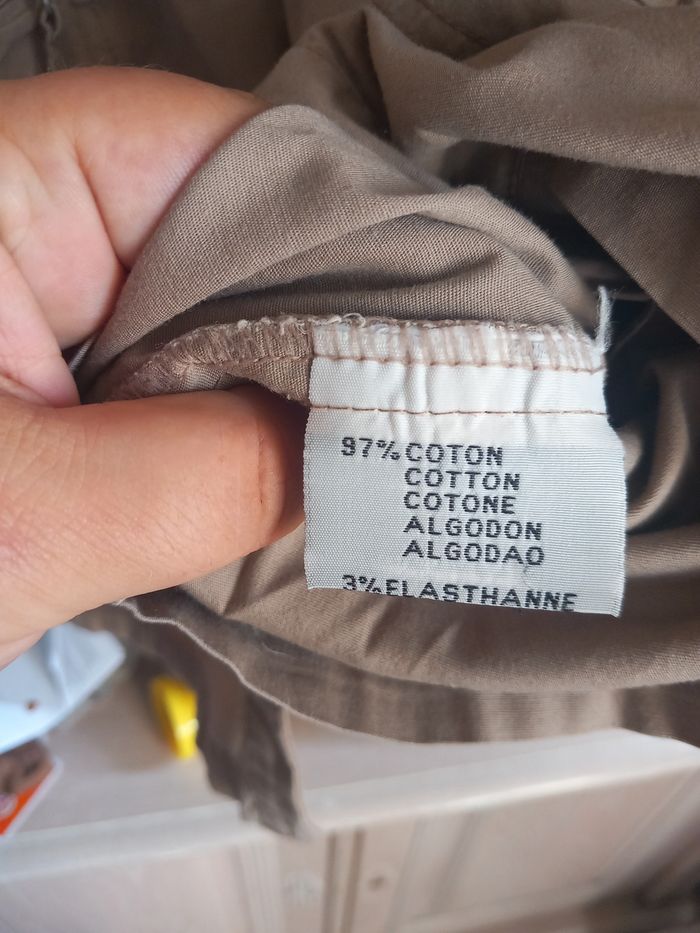 97% COTON
COTTON
COTONE
ALGODON
ALGODAO
3% ELASTHANNE